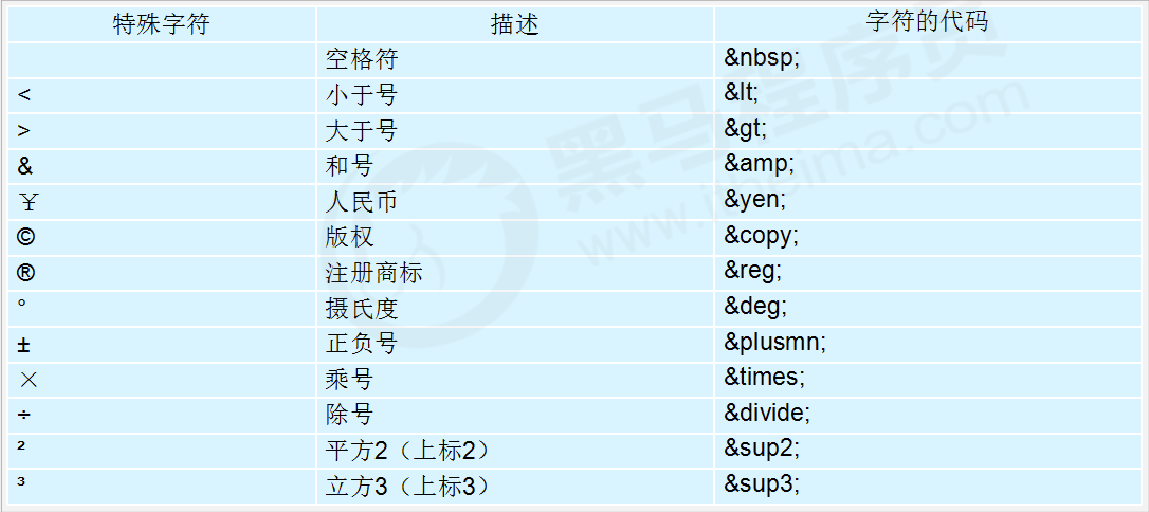 特殊字符 描述 字符的代码
空格符 &nbsp;
< 小于号 &lt;
> 大于号 &gt;
& 和号 &amp;
￥ 人民币 &yen;
© 版权 &copy;
® 注册商标 &reg;
° 摄氏度 &deg;
± 正负号 &plusmn;
× 乘号 &times;
÷ 除号 &divide;
² 平方2（上标2） &sup2;
³ 立方3（上标3） &sup3;
黑马程序员
www.itheima.com